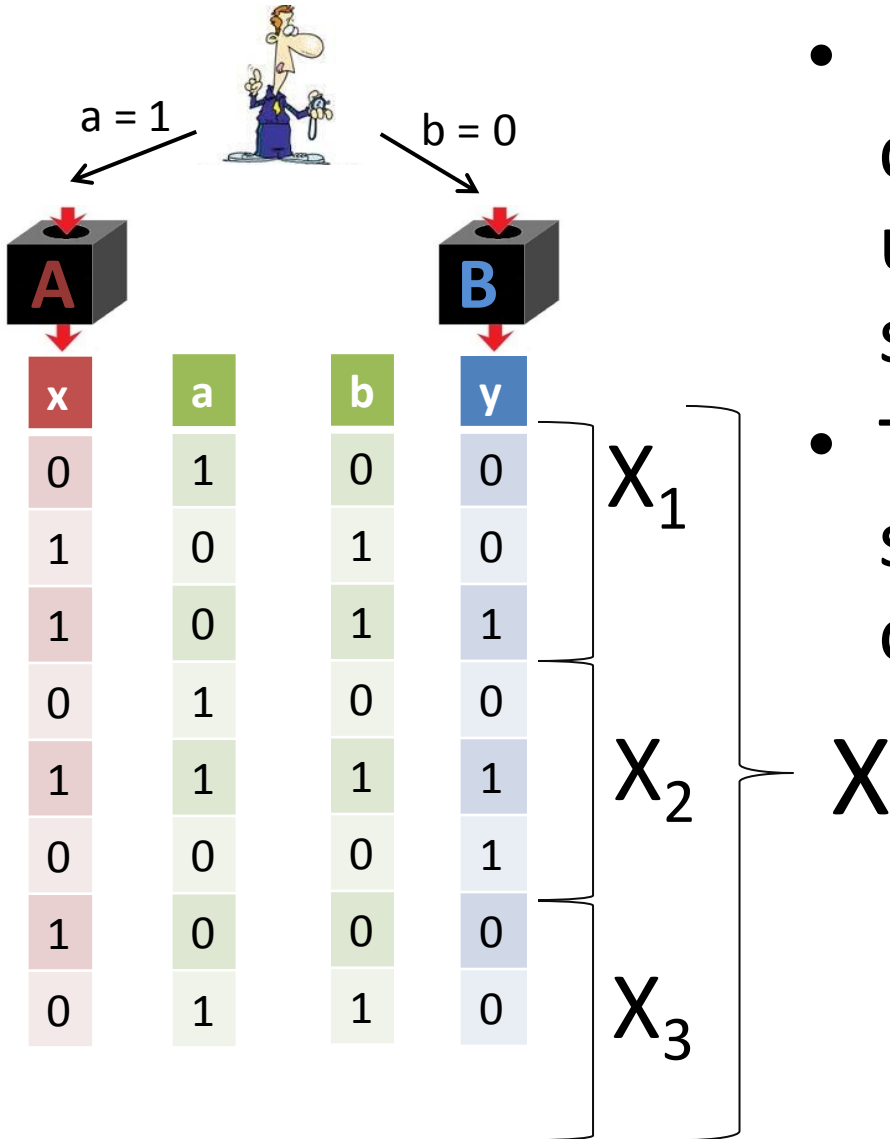 a = 1
b = 0
A
B
x a b y
0 1 0 0
1 0 1 0
1 0 1 1
0 1 0 0
1 1 1 1
0 0 0 1
1 0 0 0
0 1 1 0
X1
X2
X3
X